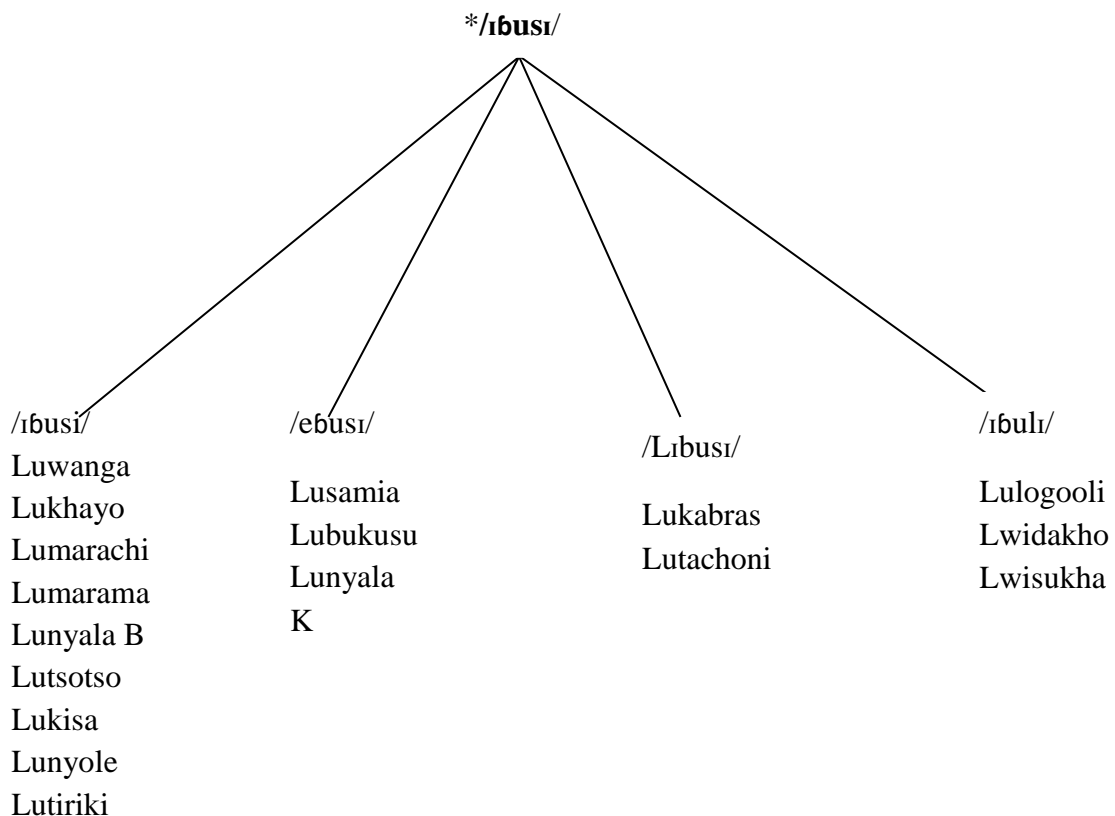 */ɪɓusɪ/
/ɪɓusi/
Luwanga
Lukhayo
Lumarachi
Lumarama
Lunyala B
Lutsotso
Lukisa
Lunyole
Lutiriki
/eɓusɪ/
Lusamia
Lubukusu
Lunyala
K
/Lɪbusɪ/
Lukabras
Lutachoni
/ɪɓulɪ/
Lulogooli
Lwidakho
Lwisukha